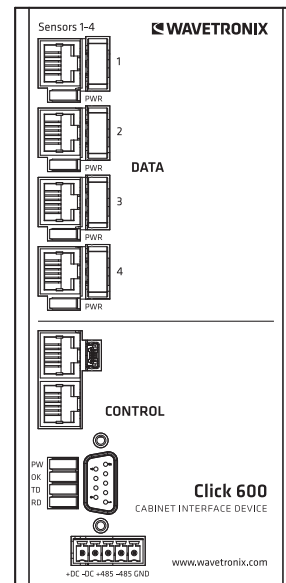 Sensors 1-4
WAVETRONIX
1
PWR
2
PWR
DATA
3
PWR
4
PWR
CONTROL
PW
OK
TD
RD
Click 600
CABINET INTERFACE DEVICE
www.wavetronix.com
+DC -DC +485 -485 GND